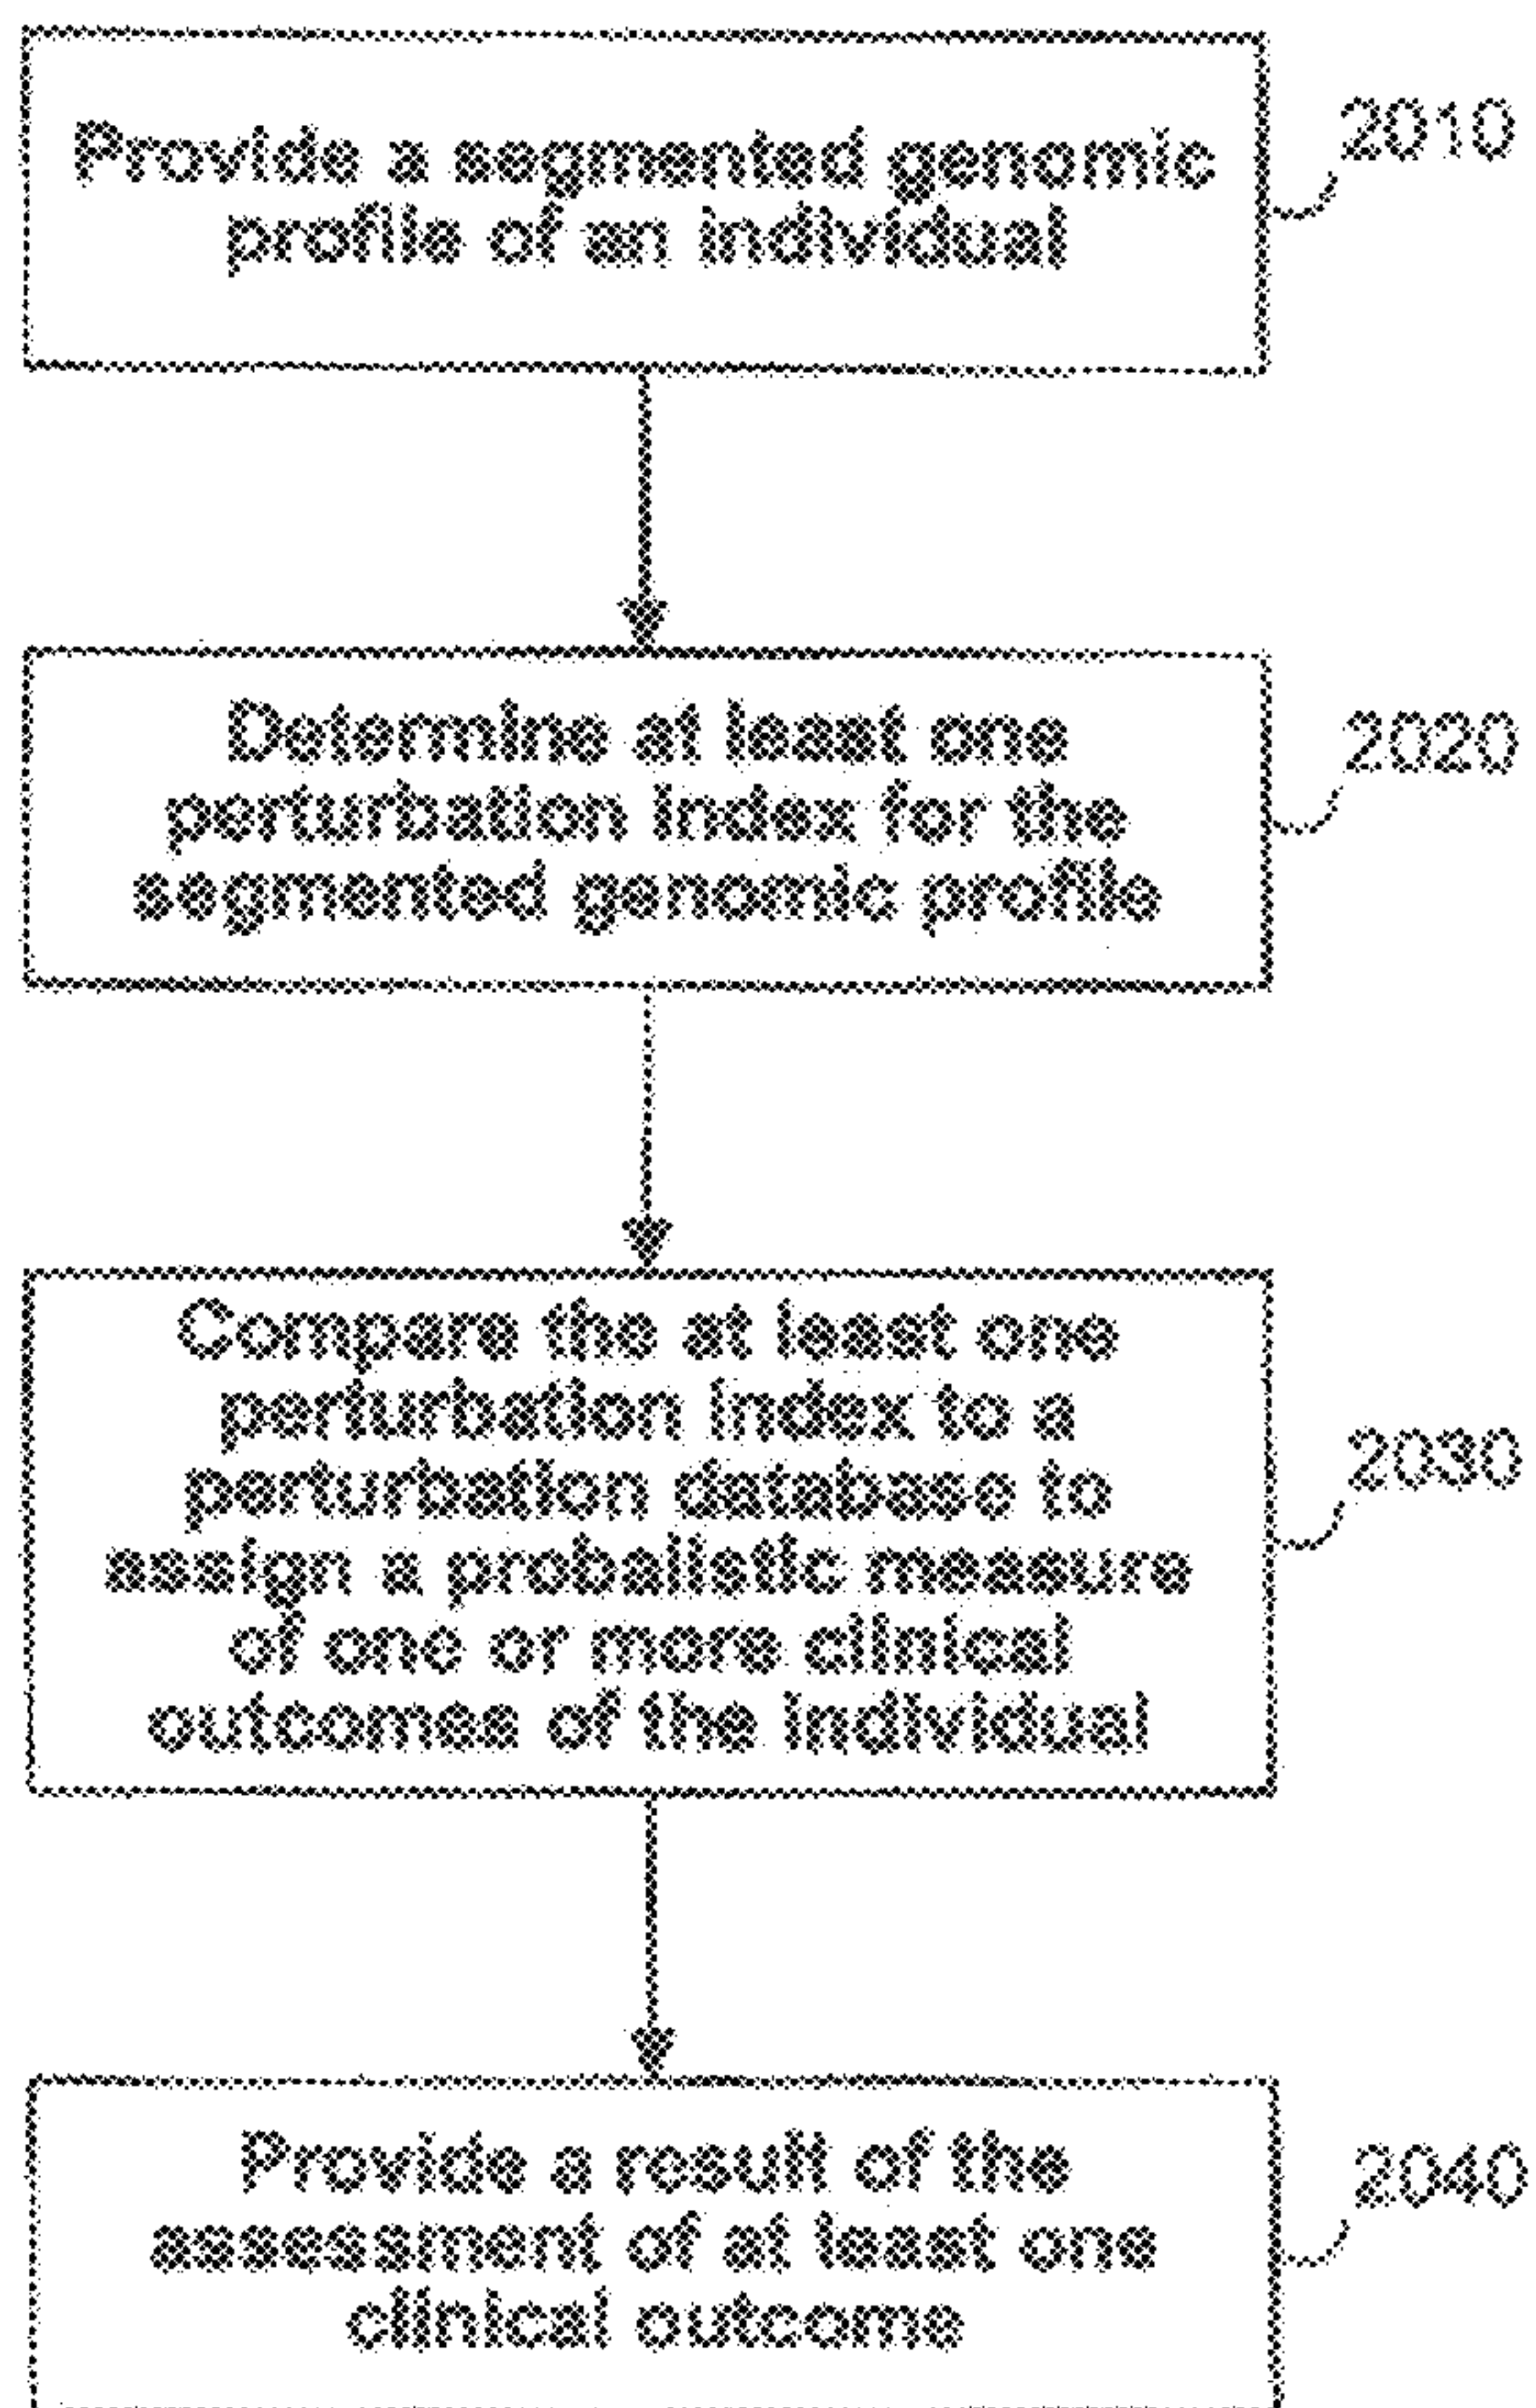 Provide a segmented genomic
profile of an individual
2010
Determine at least one
perturbation index for the
segmented genomic profile
2020
Compare the at least one
perturbation index to a
perturbation database to
assign a probalistic measure
of one or more clinical
outcomes of the individual
2030
Provide a result of the
assessment of at least one
clinical outcome
2040